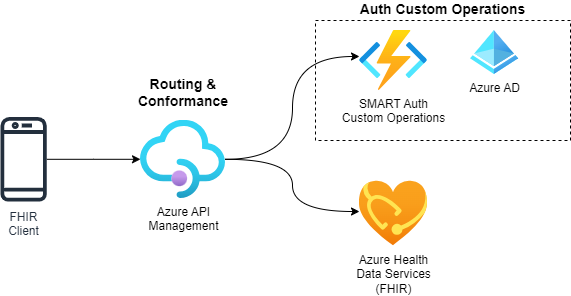 Auth Custom Operations
SMART Auth
Custom Operations
Azure AD
Routing &
Conformance
FHIR
Client
Azure API
Management
Azure Health
Data Services
(FHIR)